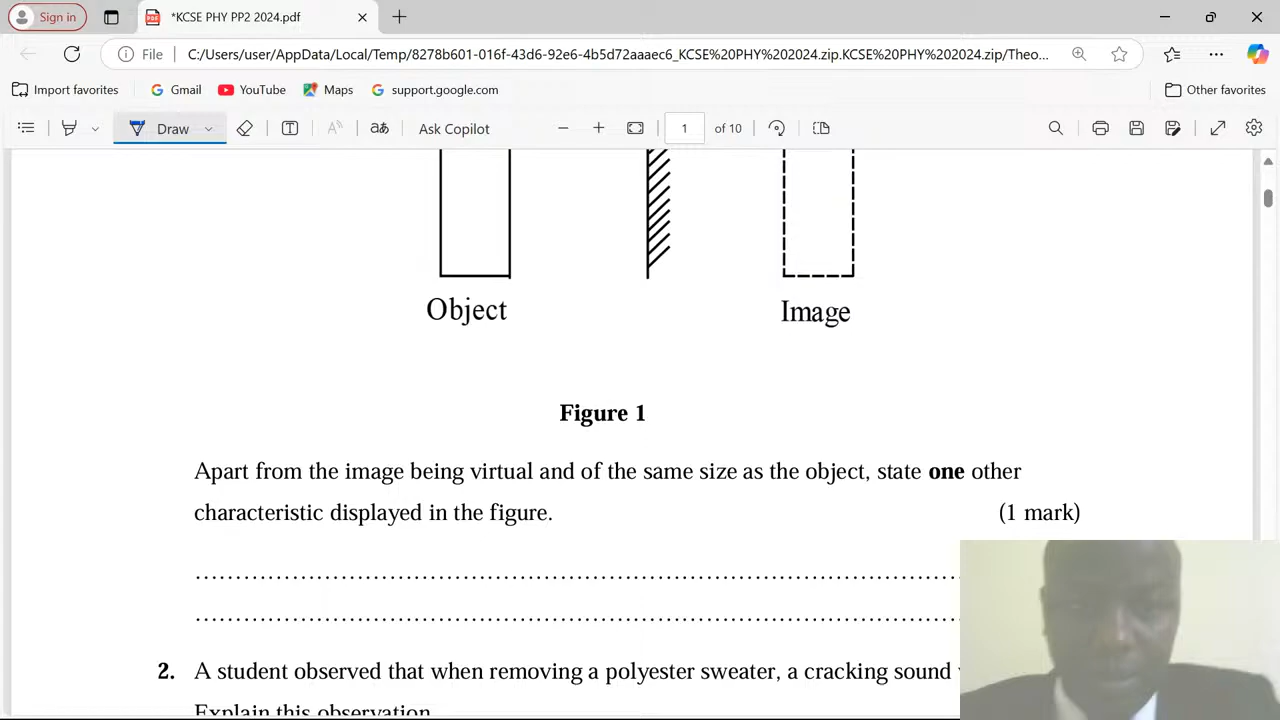 Sign in
*KCSE PHY PP2 2024.pdf
File
C:/Users/user/AppData/Local/Temp/8278b601-016f-43d6-92e6-4b5d72aaaec6_KCSE%20PHY%202024.zip.KCSE%20PHY%202024.zip/Theo...
Import favorites
Gmail
YouTube
Maps
support.google.com
Other favorites
Draw
Ask Copilot
1 of 10
Object
Image
Figure 1
Apart from the image being virtual and of the same size as the object, state one other
characteristic displayed in the figure. (1 mark)
2. A student observed that when removing a polyester sweater, a cracking sound
Explain this observation.